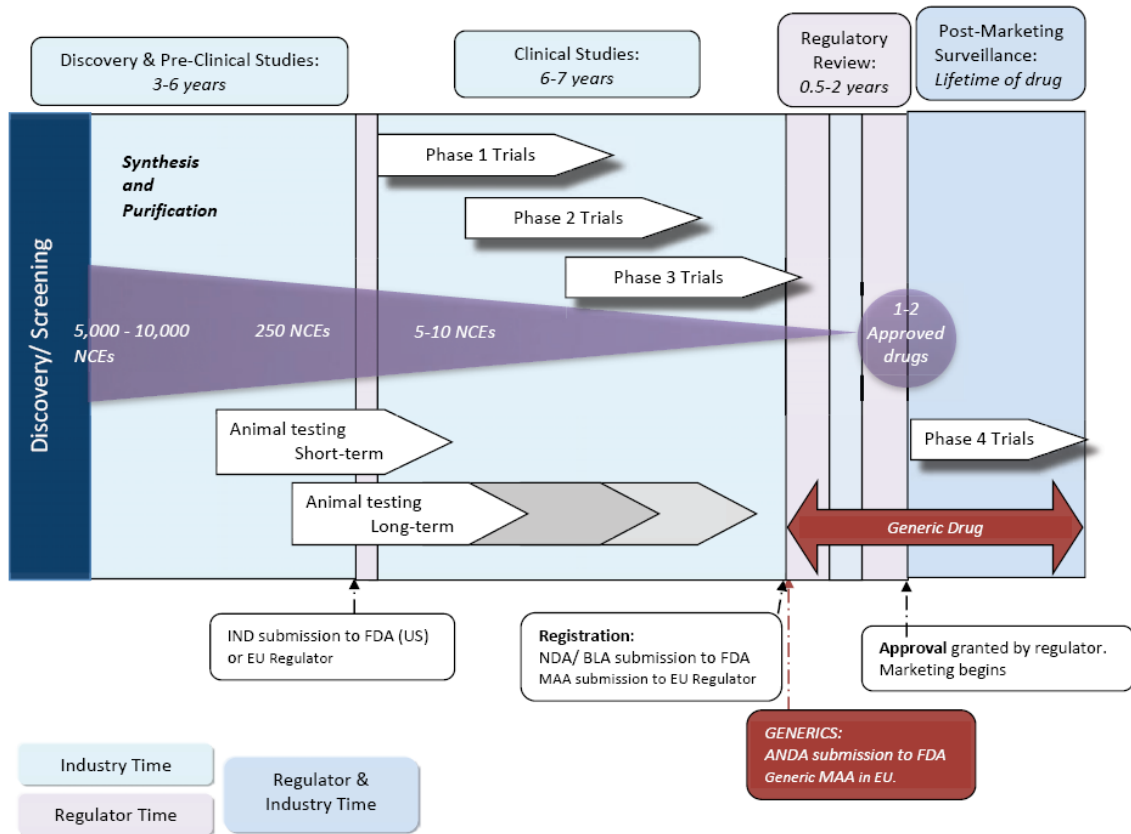 Discovery & Pre-Clinical Studies:
3-6 years
Clinical Studies:
6-7 years
Regulatory
Review:
0.5-2 years
Post-Marketing
Surveillance:
Lifetime of drug
Discovery/ Screening
Synthesis
and
Purification
Phase 1 Trials
Phase 2 Trials
Phase 3 Trials
5,000 - 10,000
NCEs
250 NCEs
5-10 NCEs
1-2
Approved
drugs
Animal testing
Short-term
Phase 4 Trials
Animal testing
Long-term
Generic Drug
IND submission to FDA (US)
or EU Regulator
Registration:
NDA/ BLA submission to FDA
MAA submission to EU Regulator
Approval granted by regulator.
Marketing begins
GENERICS:
ANDA submission to FDA
Generic MAA in EU.
Industry Time
Regulator Time
Regulator &
Industry Time